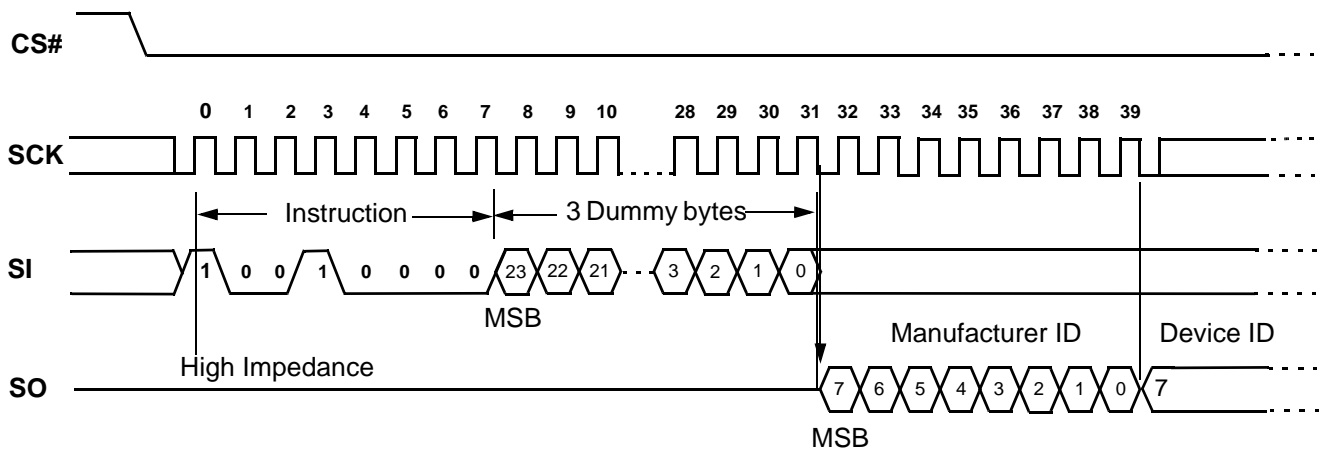 CS#
0 1 2 3 4 5 6 7 8 9 10 28 29 30 31 32 33 34 35 36 37 38 39
SCK
Instruction 3 Dummy bytes
SI 1 0 0 1 0 0 0 0 23 22 21 3 2 1 0
MSB
Manufacturer ID Device ID
High Impedance
SO 7 6 5 4 3 2 1 0 7
MSB